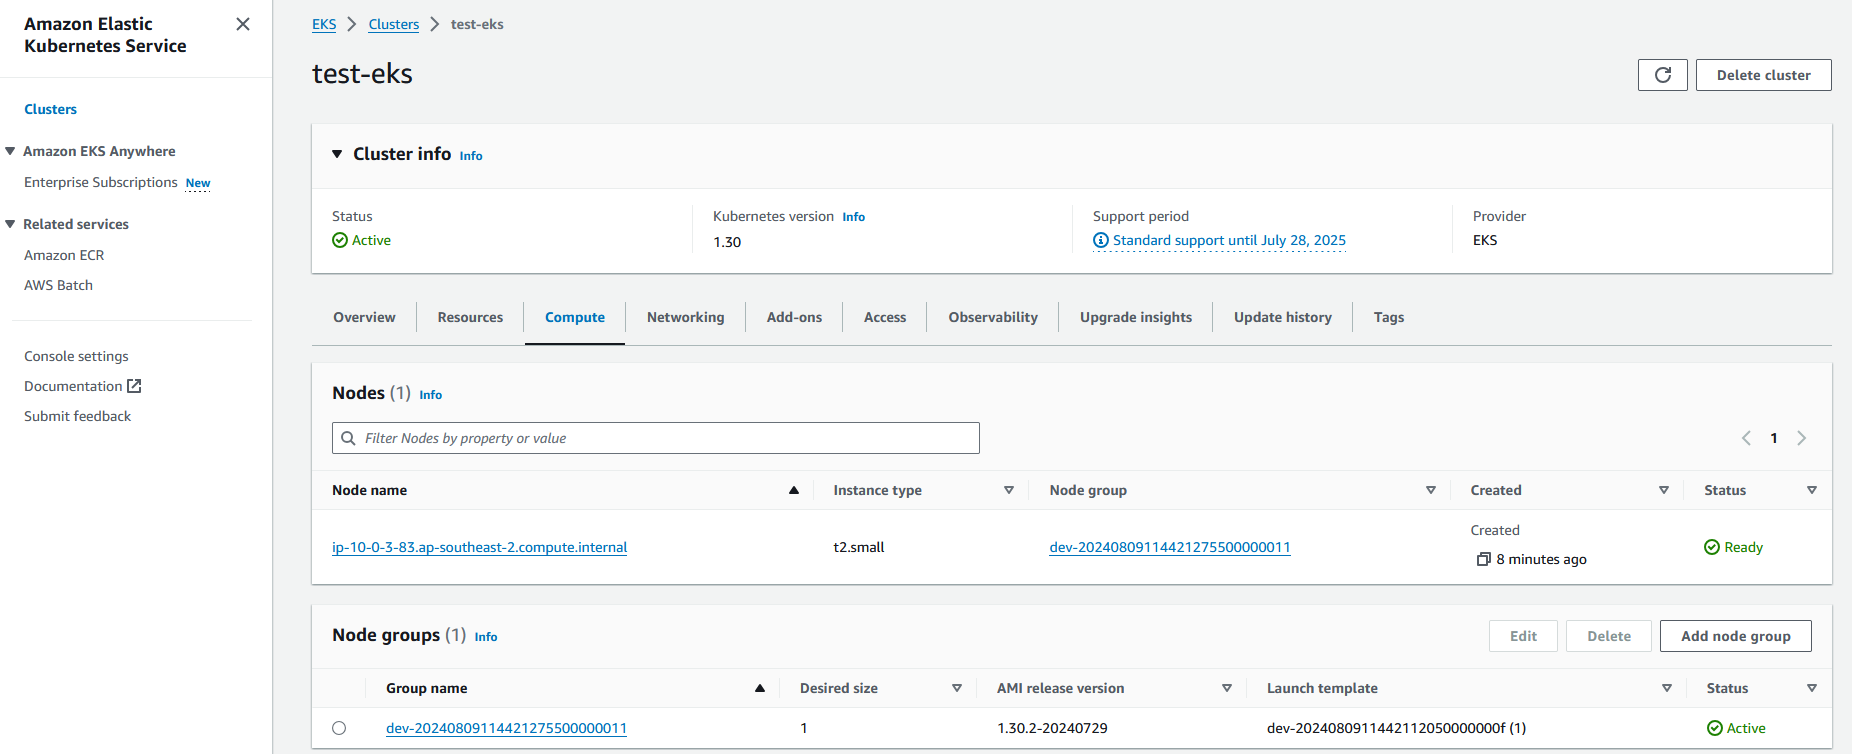 Amazon Elastic
Kubernetes Service
Clusters
Amazon EKS Anywhere
Enterprise Subscriptions New
Related services
Amazon ECR
AWS Batch
Console settings
Documentation
Submit feedback
EKS Clusters test-eks
test-eks
Delete cluster
Cluster info Info
Status
Active
Kubernetes version Info
1.30
Support period
Standard support until July 28, 2025
Provider
EKS
Overview Resources Compute Networking Add-ons Access Observability Upgrade insights Update history Tags
Nodes (1) Info
Filter Nodes by property or value
1
Node name Instance type Node group Created Status
Created
ip-10-0-3-83.ap-southeast-2.compute.internal t2.small dev-20240809114421275500000011 Ready
8 minutes ago
Node groups (1) Info
Edit Delete Add node group
Group name Desired size AMI release version Launch template Status
dev-20240809114421275500000011 1 1.30.2-20240729 dev-2024080911442112050000000f (1) Active